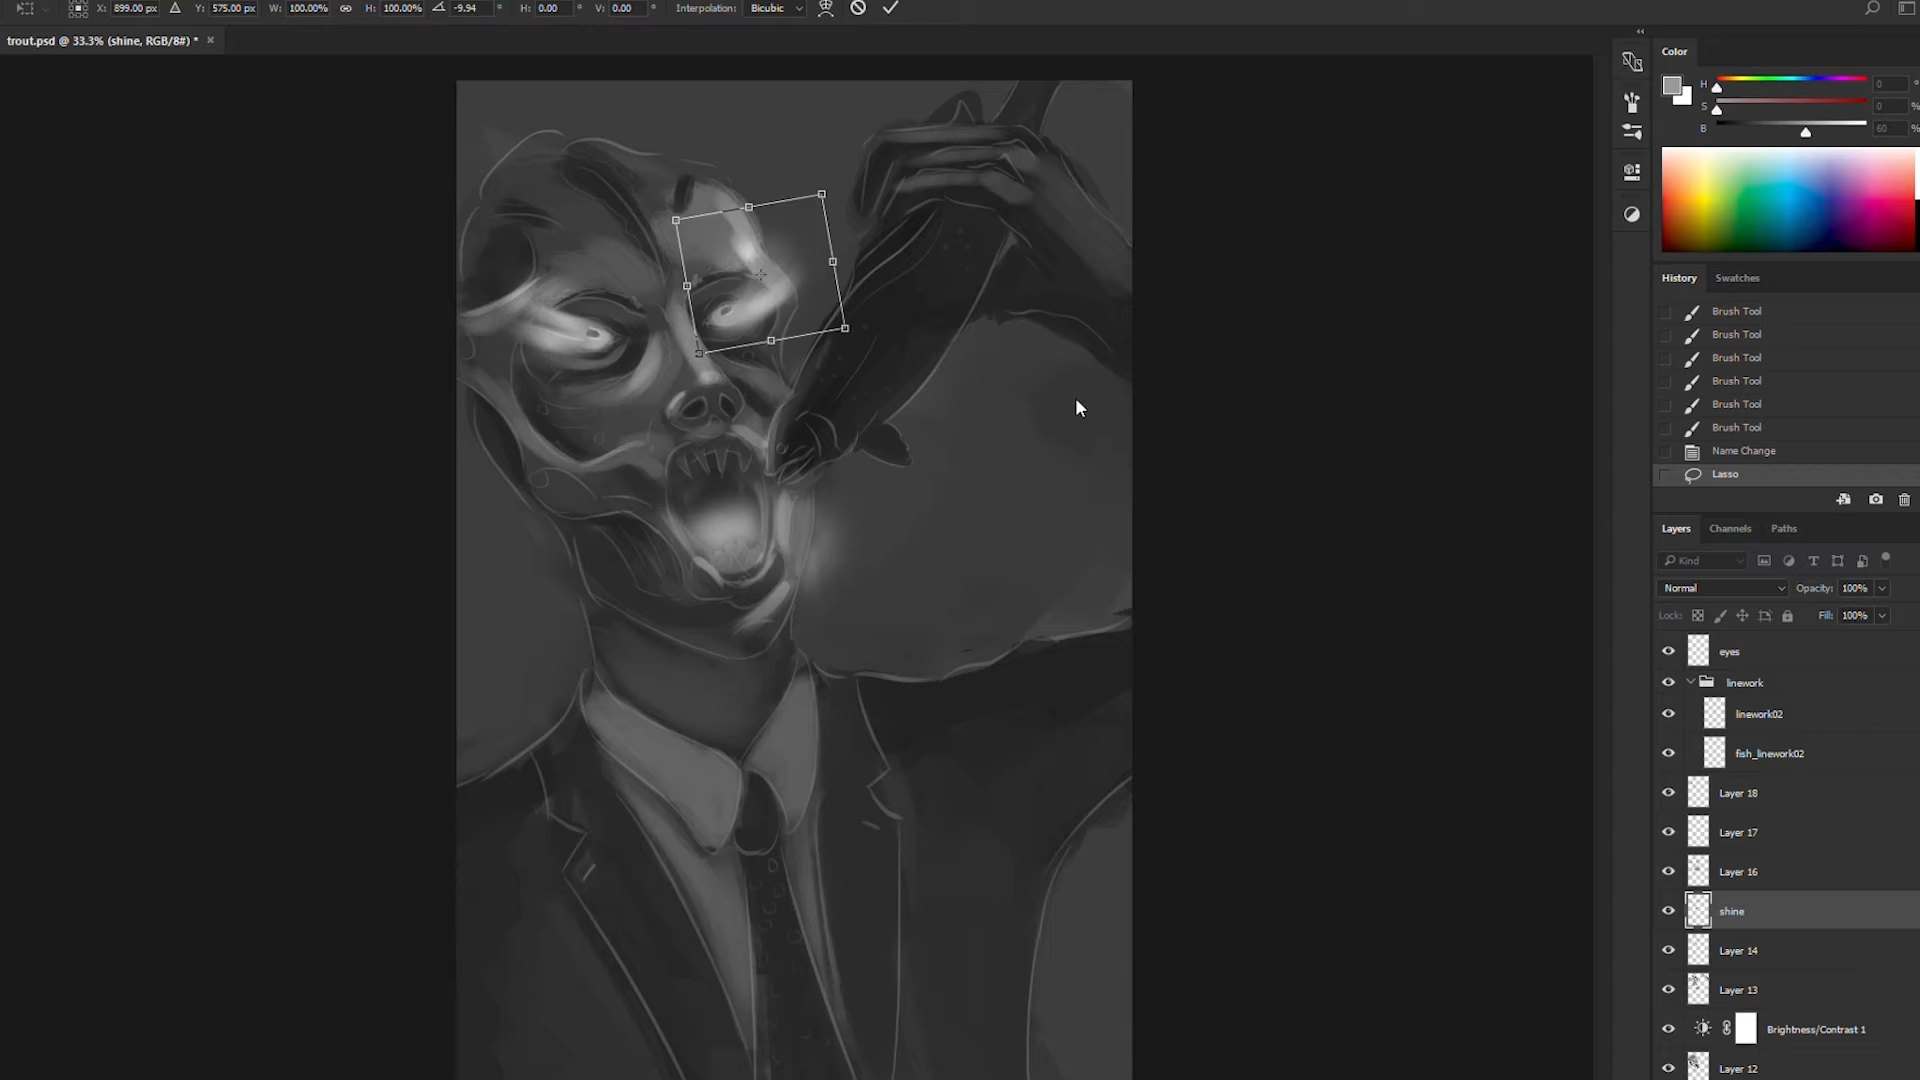 X: 899.00 px Y: 575.00 px W: 100.00% H: 100.00% -9.94 ° H: 0.00 ° V: 0.00 ° Interpolation: Bicubic
trout.psd @ 33.3% (shine, RGB/8#) * ×
Color
H 0 °
S 0 %
B 60 %
History Swatches
Brush Tool
Brush Tool
Brush Tool
Brush Tool
Brush Tool
Brush Tool
Name Change
Lasso
Layers Channels Paths
Kind
Normal Opacity: 100%
Lock: Fill: 100%
eyes
linework
linework02
fish_linework02
Layer 18
Layer 17
Layer 16
shine
Layer 14
Layer 13
Brightness/Contrast 1
Layer 12